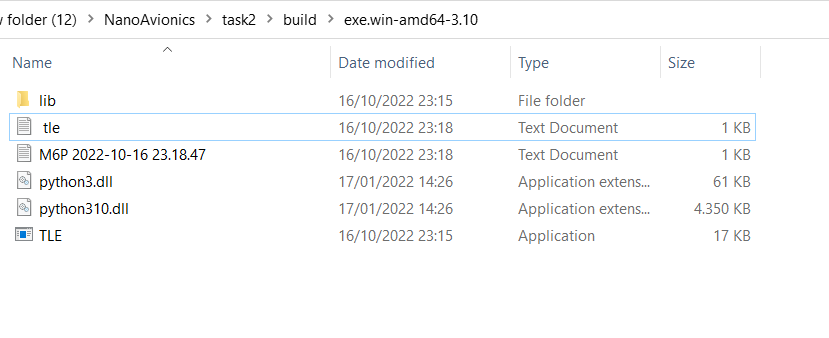 w folder (12) > NanoAvionics > task2 > build > exe.win-amd64-3.10
Name Date modified Type Size
lib 16/10/2022 23:15 File folder
tle 16/10/2022 23:18 Text Document 1 KB
M6P 2022-10-16 23.18.47 16/10/2022 23:18 Text Document 1 KB
python3.dll 17/01/2022 14:26 Application extens... 61 KB
python310.dll 17/01/2022 14:26 Application extens... 4.350 KB
TLE 16/10/2022 23:15 Application 17 KB